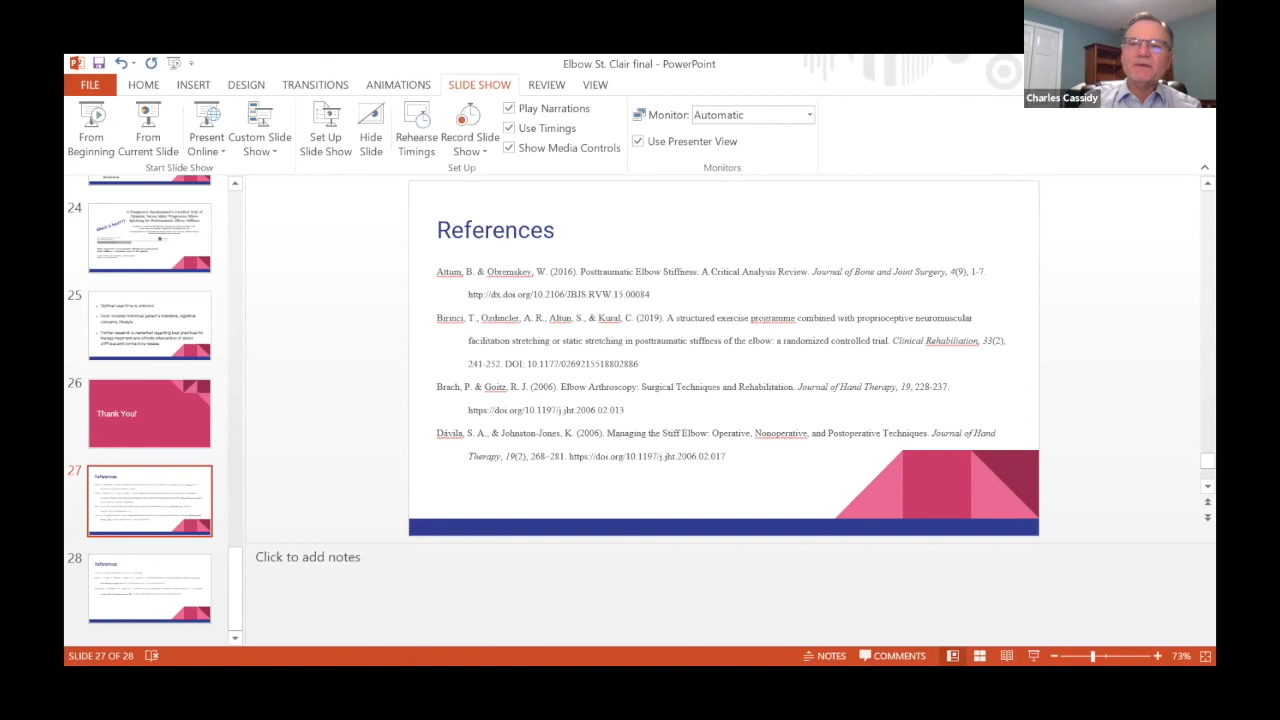 Elbow St. Clair final - PowerPoint
FILE HOME INSERT DESIGN TRANSITIONS ANIMATIONS SLIDE SHOW REVIEW VIEW
From Beginning
From Current Slide
Present Online
Custom Slide Show
Start Slide Show
Set Up Slide Show
Hide Slide
Rehearse Timings
Record Slide Show
Play Narrations
Use Timings
Show Media Controls
Set Up
Monitor: Automatic
Use Presenter View
Monitors
Charles Cassidy
24
25
26
Thank You!
27
References
28
References
References
Attum, B. & Obremskey, W. (2016). Posttraumatic Elbow Stiffness: A Critical Analysis Review. Journal of Bone and Joint Surgery, 4(9), 1-7.
http://dx.doi.org/10.2106/JBJS.RVW.15.00084
Birinci, T., Ozdincler, A. R., Altun, S., & Kural, C. (2019). A structured exercise programme combined with proprioceptive neuromuscular
facilitation stretching or static stretching in posttraumatic stiffness of the elbow: a randomized controlled trial. Clinical Rehabiliation, 33(2),
241-252. DOI: 10.1177/0269215518802886
Brach, P. & Goitz, R. J. (2006). Elbow Arthroscopy: Surgical Techniques and Rehabilitation. Journal of Hand Therapy, 19, 228-237.
https://doi.org/10.1197/j.jht.2006.02.013
Dávila, S. A., & Johnston-Jones, K. (2006). Managing the Stiff Elbow: Operative, Nonoperative, and Postoperative Techniques. Journal of Hand
Therapy, 19(2), 268–281. https://doi.org/10.1197/j.jht.2006.02.017
Click to add notes
SLIDE 27 OF 28
NOTES COMMENTS 73%